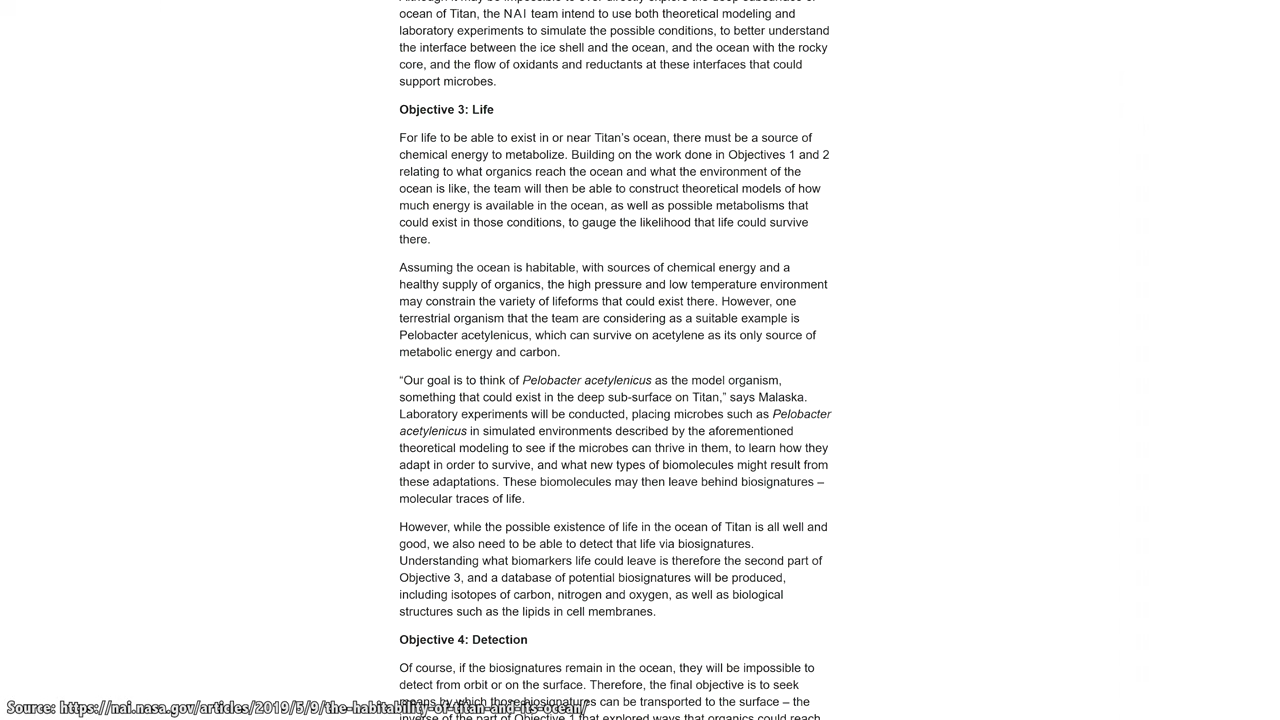 ocean of Titan, the NAI team intend to use both theoretical modeling and
laboratory experiments to simulate the possible conditions, to better understand
the interface between the ice shell and the ocean, and the ocean with the rocky
core, and the flow of oxidants and reductants at these interfaces that could
support microbes.
Objective 3: Life
For life to be able to exist in or near Titan’s ocean, there must be a source of
chemical energy to metabolize. Building on the work done in Objectives 1 and 2
relating to what organics reach the ocean and what the environment of the
ocean is like, the team will then be able to construct theoretical models of how
much energy is available in the ocean, as well as possible metabolisms that
could exist in those conditions, to gauge the likelihood that life could survive
there.
Assuming the ocean is habitable, with sources of chemical energy and a
healthy supply of organics, the high pressure and low temperature environment
may constrain the variety of lifeforms that could exist there. However, one
terrestrial organism that the team are considering as a suitable example is
Pelobacter acetylenicus, which can survive on acetylene as its only source of
metabolic energy and carbon.
“Our goal is to think of Pelobacter acetylenicus as the model organism,
something that could exist in the deep sub-surface on Titan,” says Malaska.
Laboratory experiments will be conducted, placing microbes such as Pelobacter
acetylenicus in simulated environments described by the aforementioned
theoretical modeling to see if the microbes can thrive in them, to learn how they
adapt in order to survive, and what new types of biomolecules might result from
these adaptations. These biomolecules may then leave behind biosignatures –
molecular traces of life.
However, while the possible existence of life in the ocean of Titan is all well and
good, we also need to be able to detect that life via biosignatures.
Understanding what biomarkers life could leave is therefore the second part of
Objective 3, and a database of potential biosignatures will be produced,
including isotopes of carbon, nitrogen and oxygen, as well as biological
structures such as the lipids in cell membranes.
Objective 4: Detection
Of course, if the biosignatures remain in the ocean, they will be impossible to
detect from orbit or on the surface. Therefore, the final objective is to seek
means by which those biosignatures can be transported to the surface – the
inverse of the part of Objective 1 that explored ways that organics could reach
Source: https://nai.nasa.gov/articles/2019/5/9/the-habitability-of-titan-and-its-ocean/